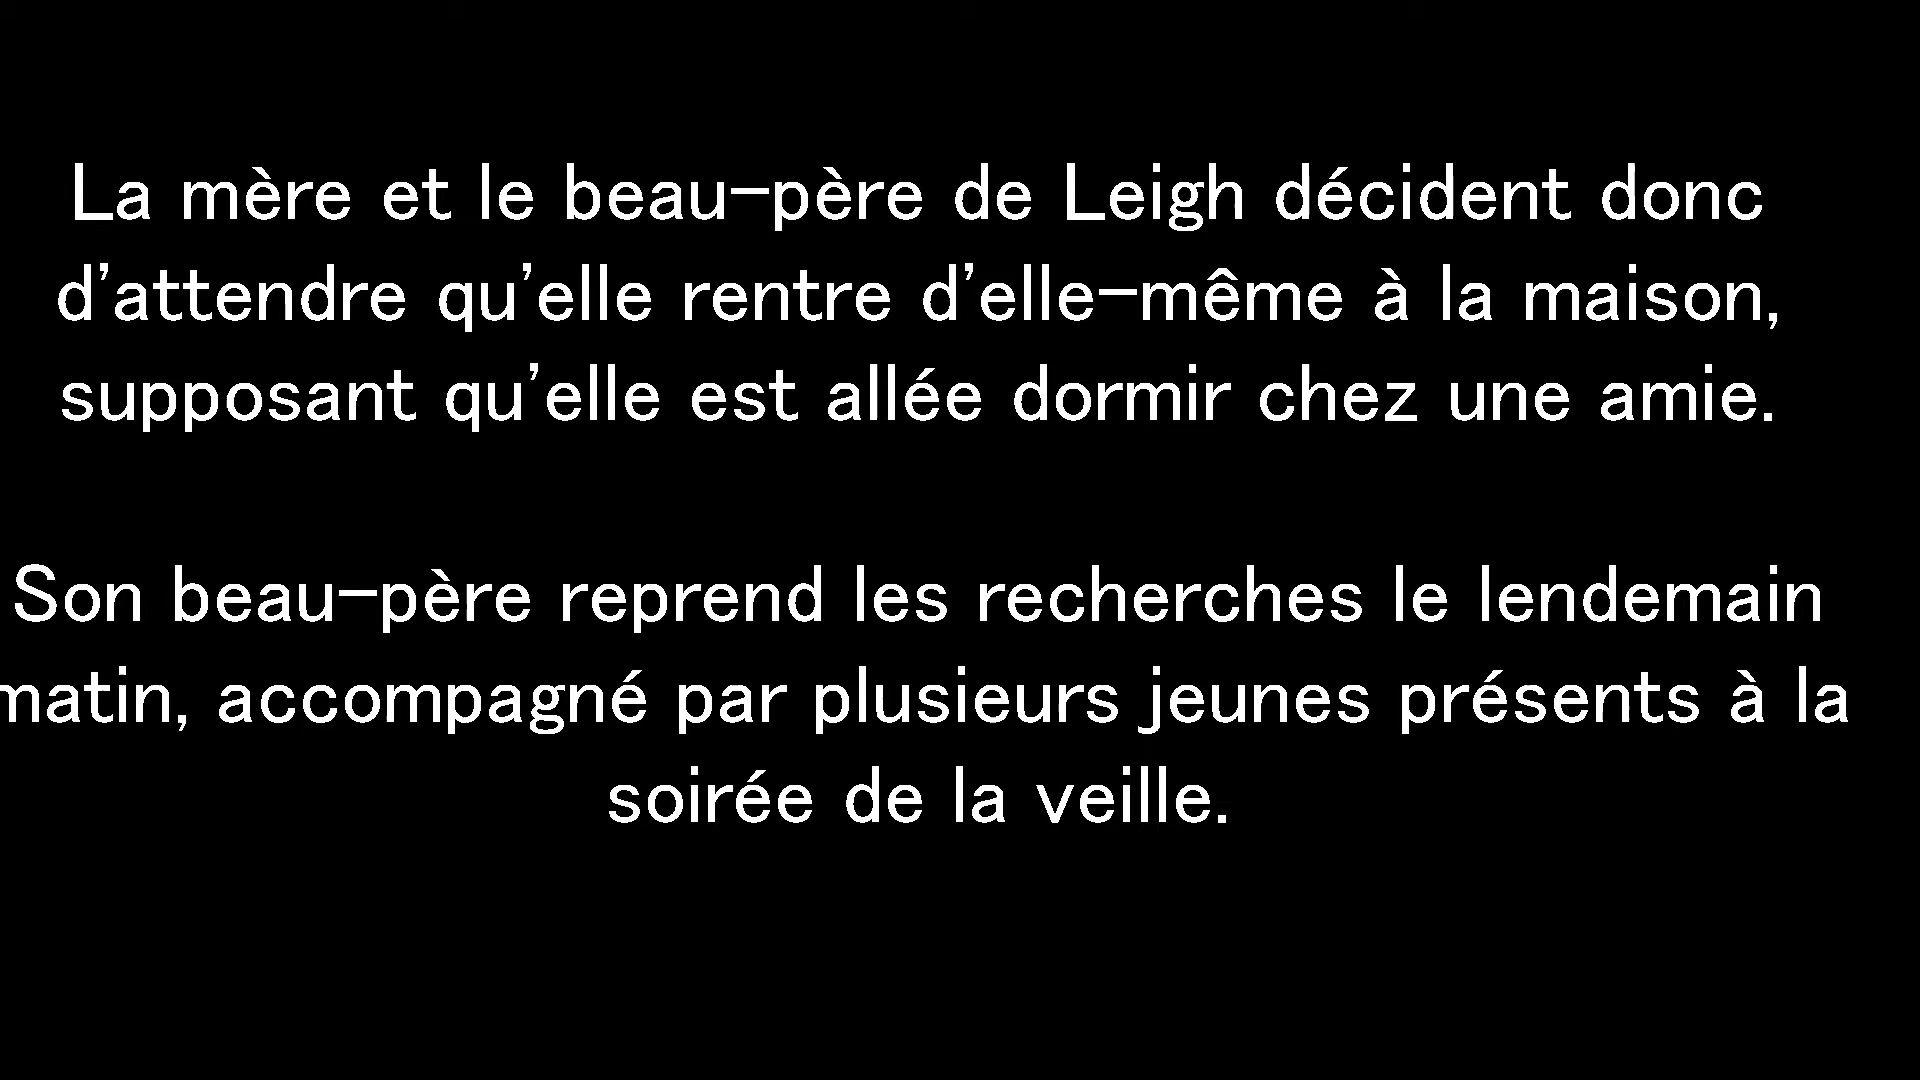 La mère et le beau-père de Leigh décident donc
d'attendre qu'elle rentre d'elle-même à la maison,
supposant qu'elle est allée dormir chez une amie.
Son beau-père reprend les recherches le lendemain
matin, accompagné par plusieurs jeunes présents à la
soirée de la veille.